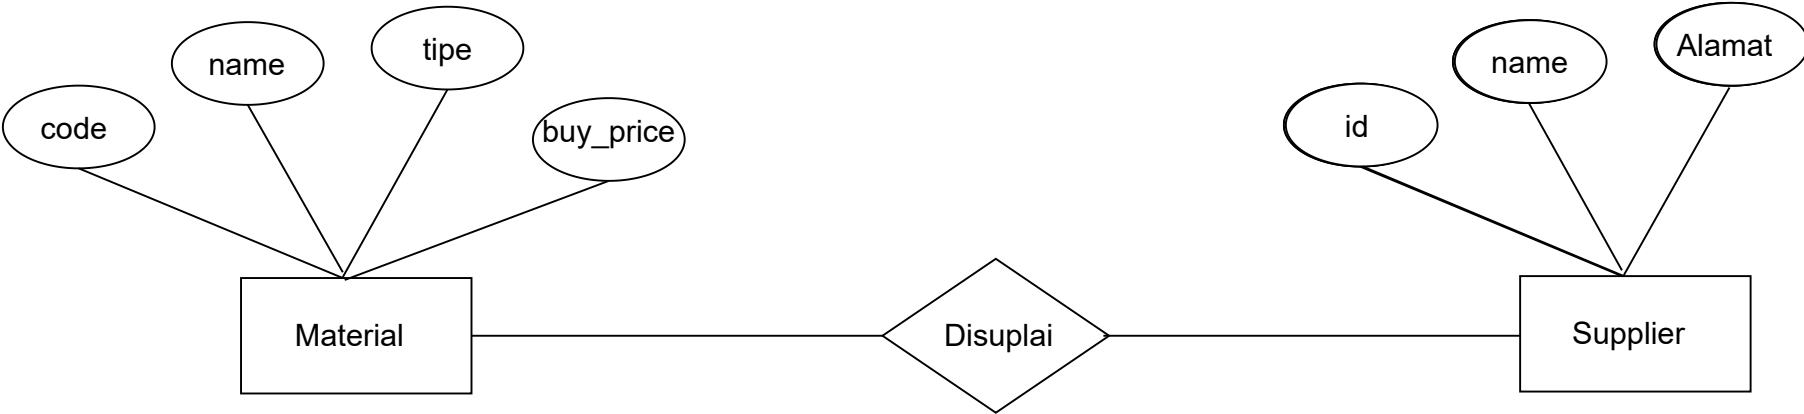 code
name
tipe
buy_price
id
name
Alamat
Material
Disuplai
Supplier